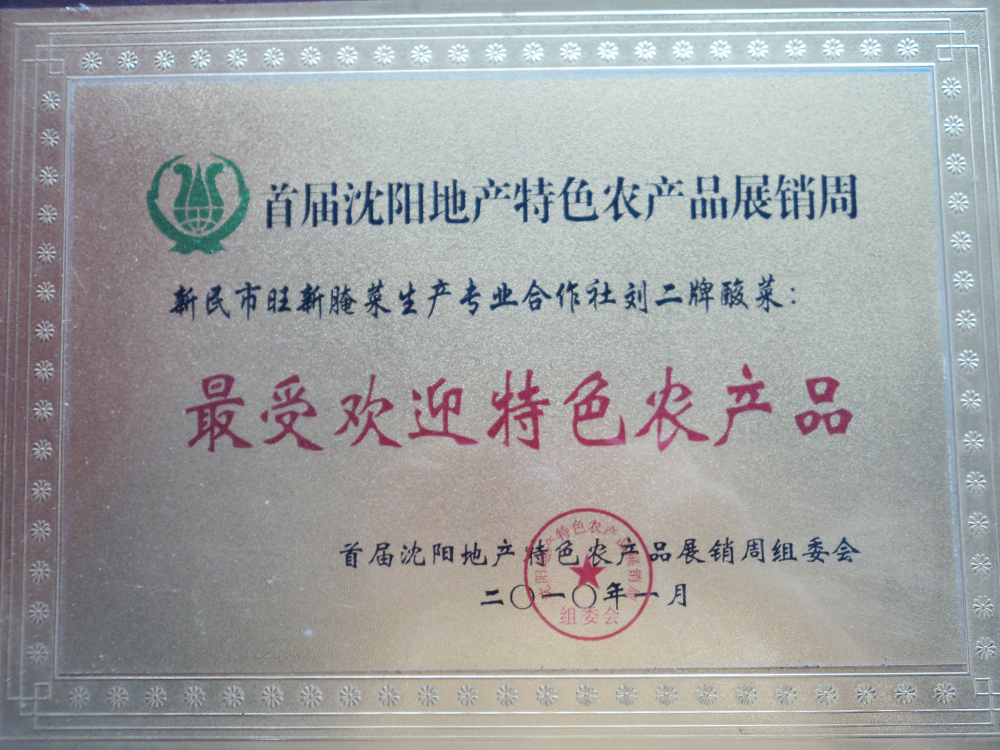 首届沈阳地产特色农产品展销周
新民市旺新腌菜生产专业合作社刘二牌酸菜：
最受欢迎特色农产品
首届沈阳地产特色农产品展销周组委会
二〇一〇年一月
组委会